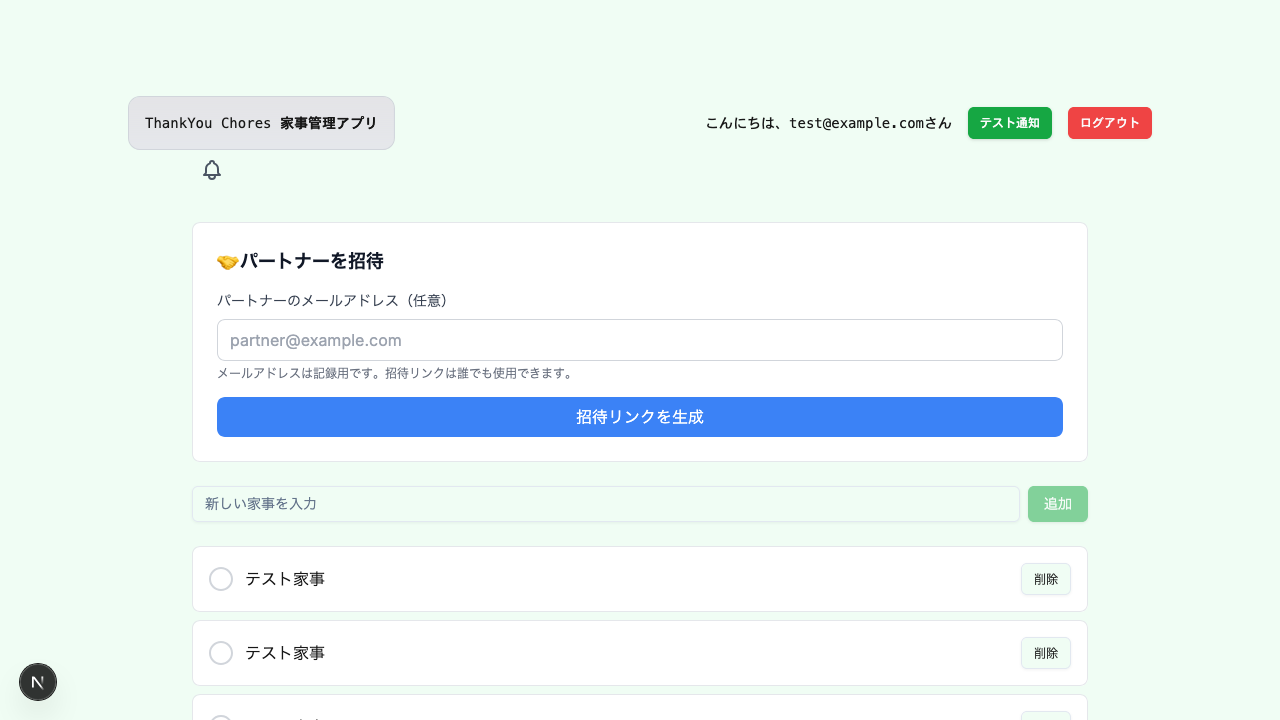 ThankYou Chores 家事管理アプリ
こんにちは、test@example.comさん
テスト通知
ログアウト
🤝パートナーを招待
パートナーのメールアドレス（任意）
partner@example.com
メールアドレスは記録用です。招待リンクは誰でも使用できます。
招待リンクを生成
新しい家事を入力
追加
テスト家事
削除
テスト家事
削除
N